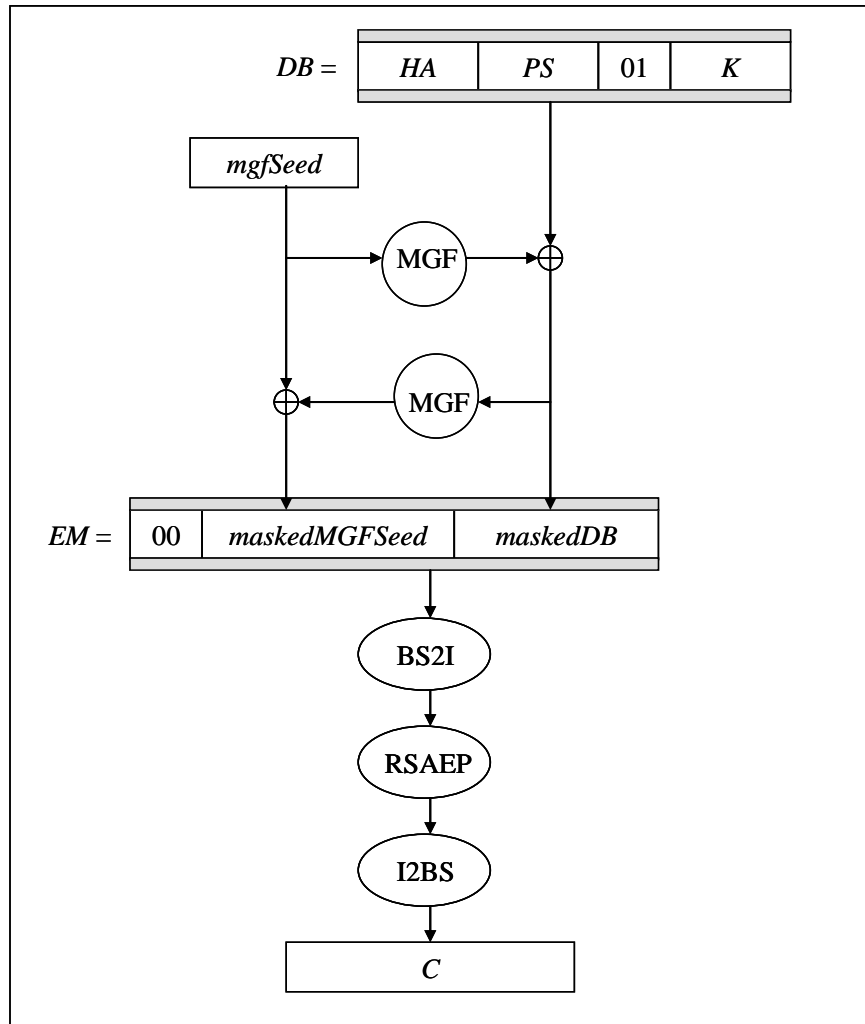 DB = HA PS 01 K
mgfSeed
MGF
MGF
EM = 00 maskedMGFSeed maskedDB
BS2I
RSAEP
I2BS
C